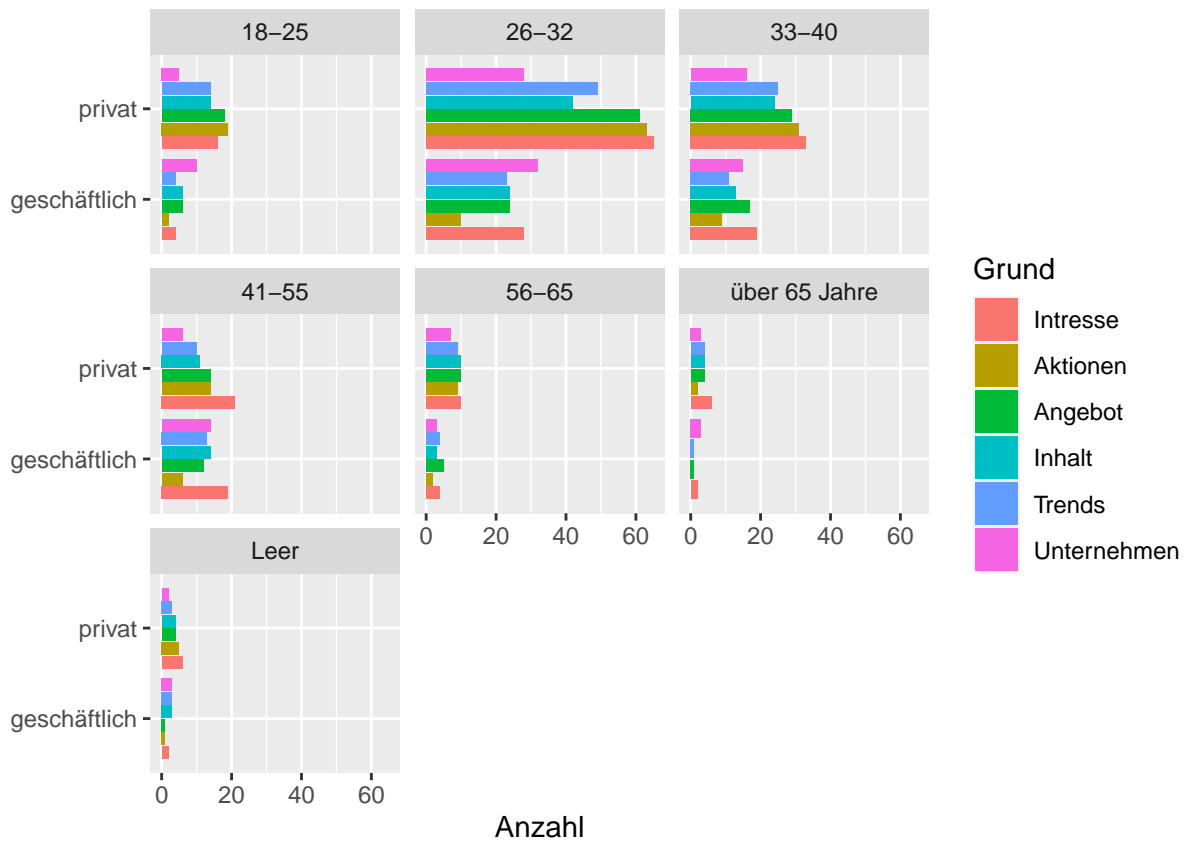 18−25
26−32
33−40
privat
geschäftlich
41−55
56−65
über 65 Jahre
privat
geschäftlich
0 20 40 60
0 20 40 60
Leer
privat
geschäftlich
0 20 40 60
Anzahl
Grund
Intresse
Aktionen
Angebot
Inhalt
Trends
Unternehmen